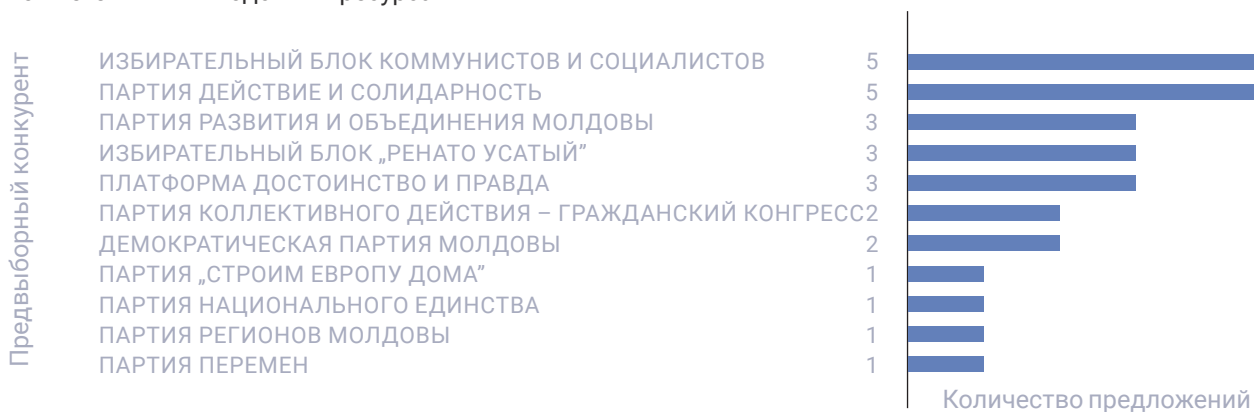 Предвыборный конкурент
ИЗБИРАТЕЛЬНЫЙ БЛОК КОММУНИСТОВ И СОЦИАЛИСТОВ 5
ПАРТИЯ ДЕЙСТВИЕ И СОЛИДАРНОСТЬ 5
ПАРТИЯ РАЗВИТИЯ И ОБЪЕДИНЕНИЯ МОЛДОВЫ 3
ИЗБИРАТЕЛЬНЫЙ БЛОК „РЕНАТО УСАТЫЙ” 3
ПЛАТФОРМА ДОСТОИНСТВО И ПРАВДА 3
ПАРТИЯ КОЛЛЕКТИВНОГО ДЕЙСТВИЯ – ГРАЖДАНСКИЙ КОНГРЕСС 2
ДЕМОКРАТИЧЕСКАЯ ПАРТИЯ МОЛДОВЫ 2
ПАРТИЯ „СТРОИМ ЕВРОПУ ДОМА” 1
ПАРТИЯ НАЦИОНАЛЬНОГО ЕДИНСТВА 1
ПАРТИЯ РЕГИОНОВ МОЛДОВЫ 1
ПАРТИЯ ПЕРЕМЕН 1
Количество предложений